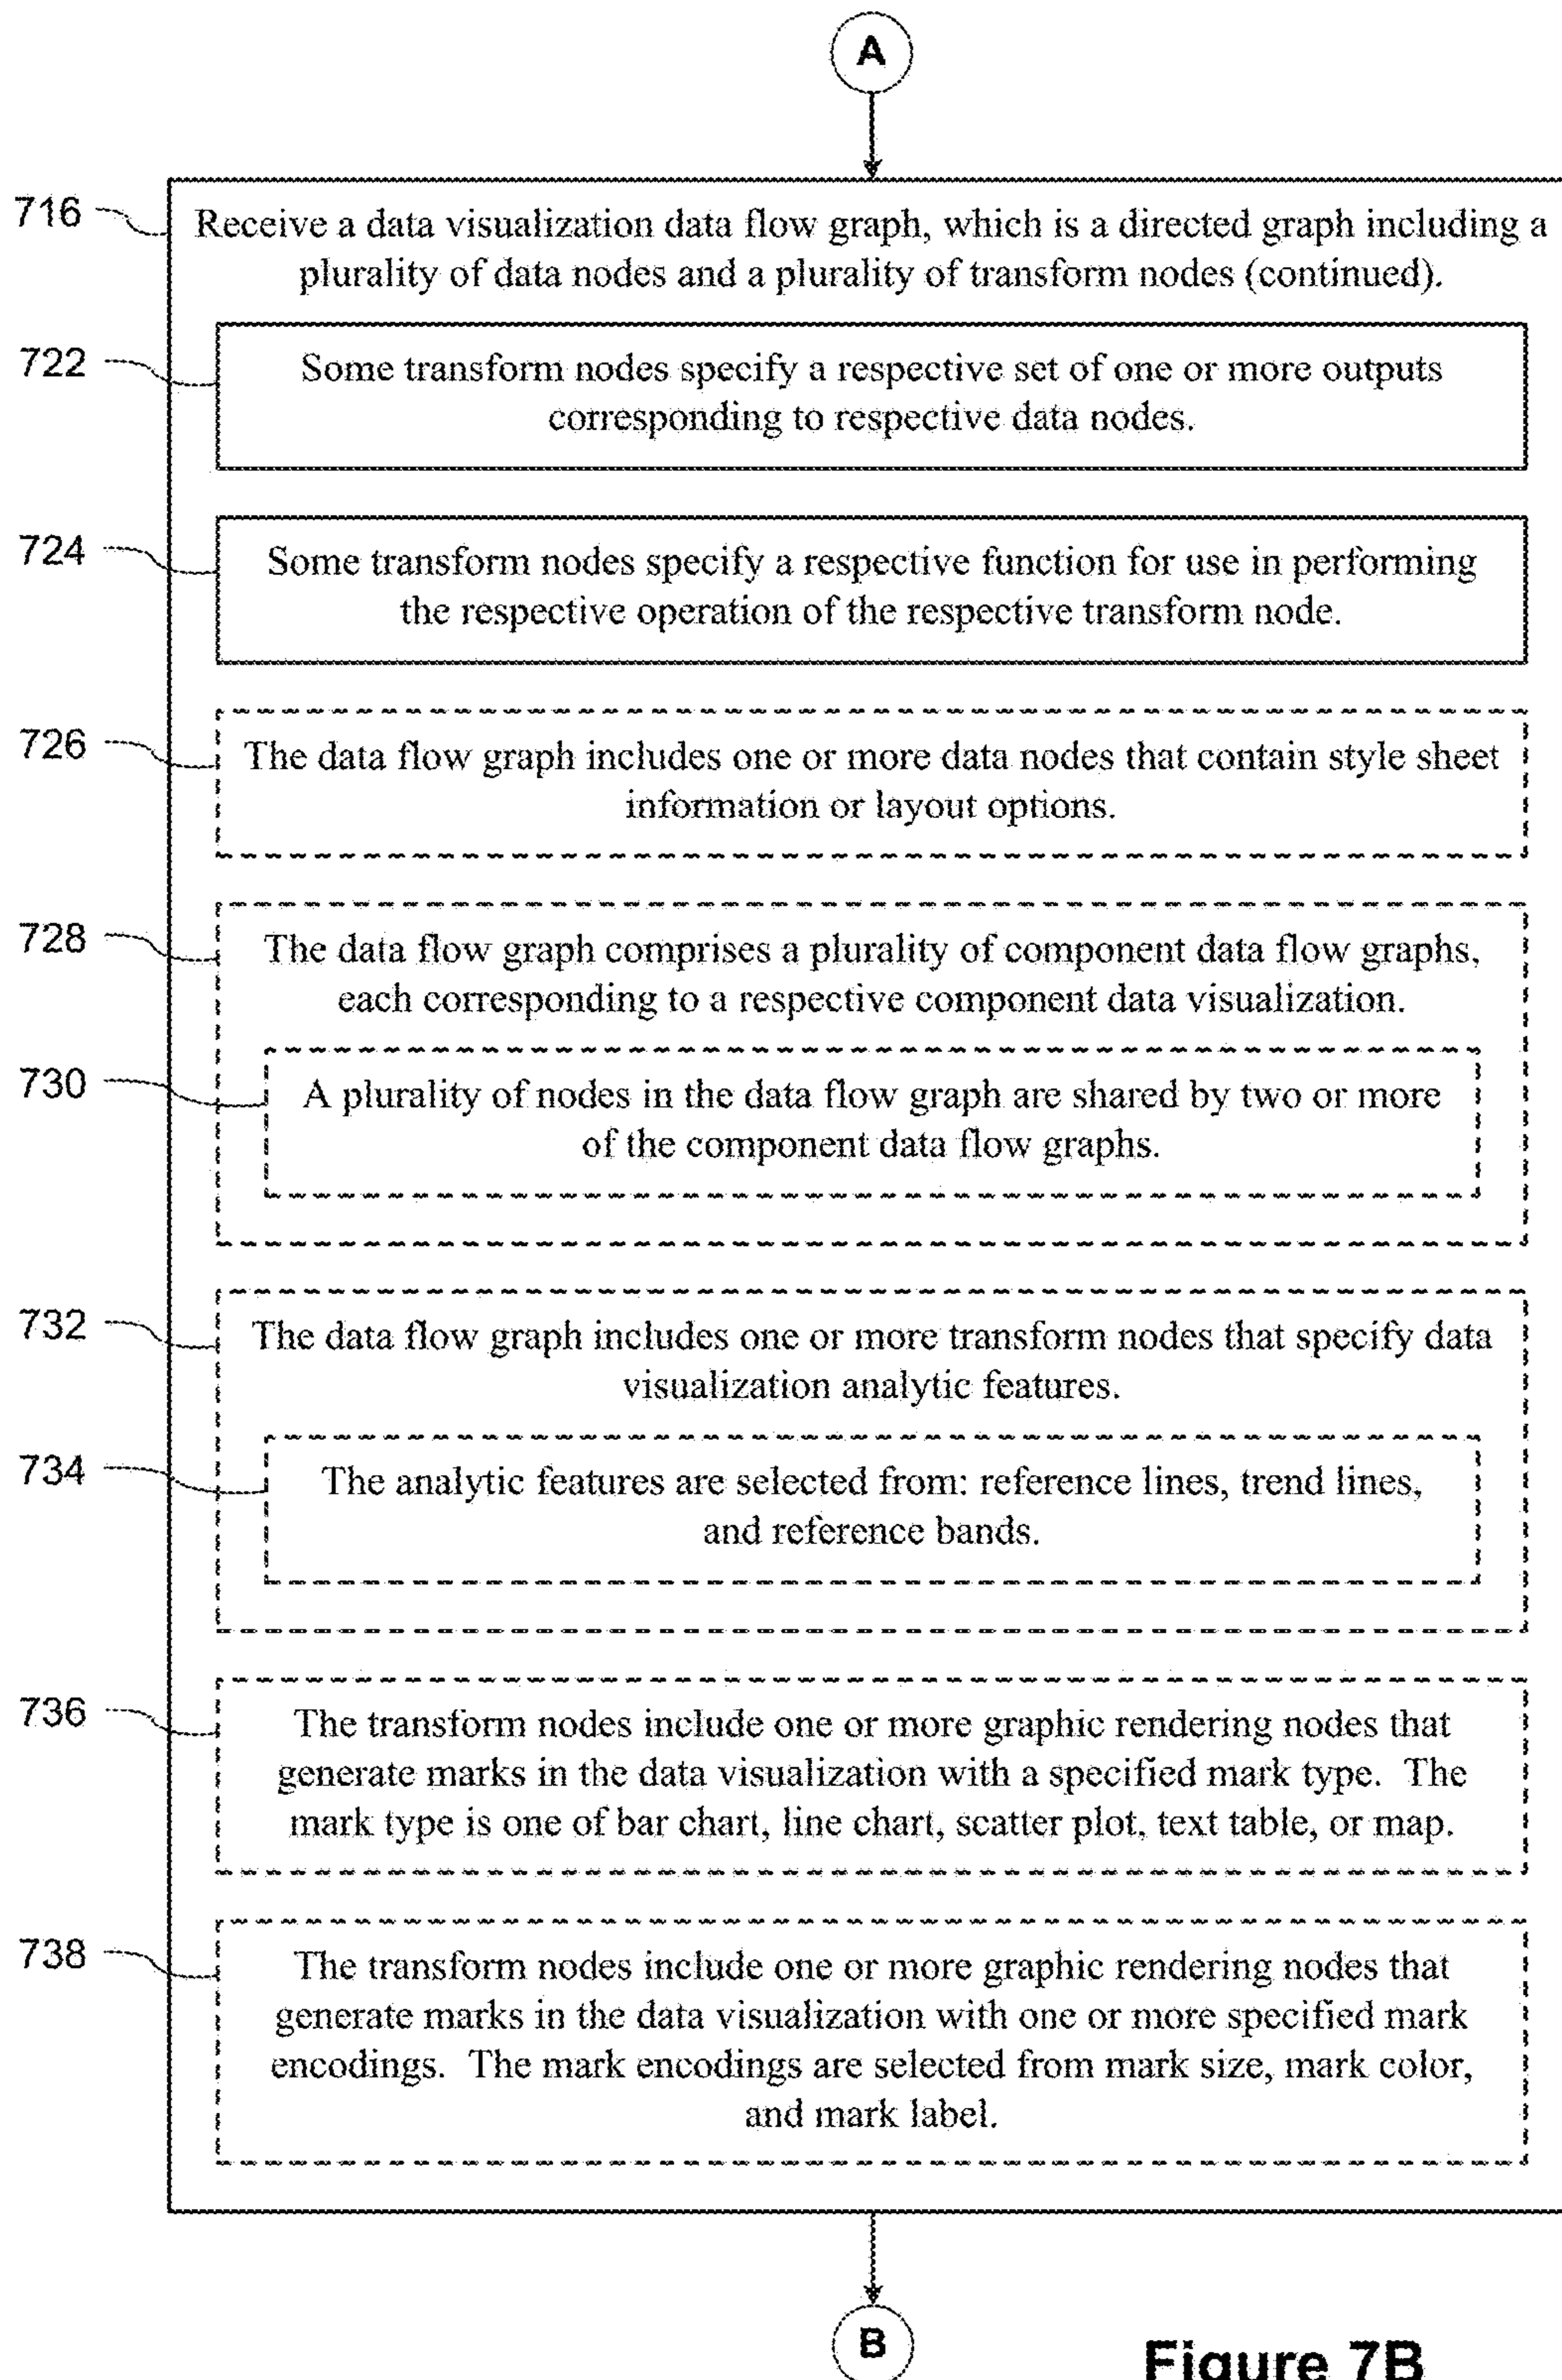 A
716
Receive a data visualization data flow graph, which is a directed graph including a
plurality of data nodes and a plurality of transform nodes (continued).
722
Some transform nodes specify a respective set of one or more outputs
corresponding to respective data nodes.
724
Some transform nodes specify a respective function for use in performing
the respective operation of the respective transform node.
726
The data flow graph includes one or more data nodes that contain style sheet
information or layout options.
728
The data flow graph comprises a plurality of component data flow graphs,
each corresponding to a respective component data visualization.
730
A plurality of nodes in the data flow graph are shared by two or more
of the component data flow graphs.
732
The data flow graph includes one or more transform nodes that specify data
visualization analytic features.
734
The analytic features are selected from: reference lines, trend lines,
and reference bands.
736
The transform nodes include one or more graphic rendering nodes that
generate marks in the data visualization with a specified mark type. The
mark type is one of bar chart, line chart, scatter plot, text table, or map.
738
The transform nodes include one or more graphic rendering nodes that
generate marks in the data visualization with one or more specified mark
encodings. The mark encodings are selected from mark size, mark color,
and mark label.
B
Figure 7B